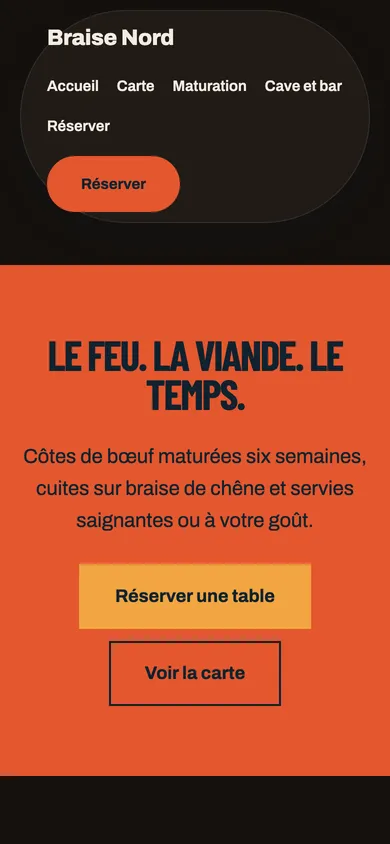 Braise Nord
Accueil Carte Maturation Cave et bar
Réserver
Réserver
LE FEU. LA VIANDE. LE
TEMPS.
Côtes de bœuf maturées six semaines,
cuites sur braise de chêne et servies
saignantes ou à votre goût.
Réserver une table
Voir la carte